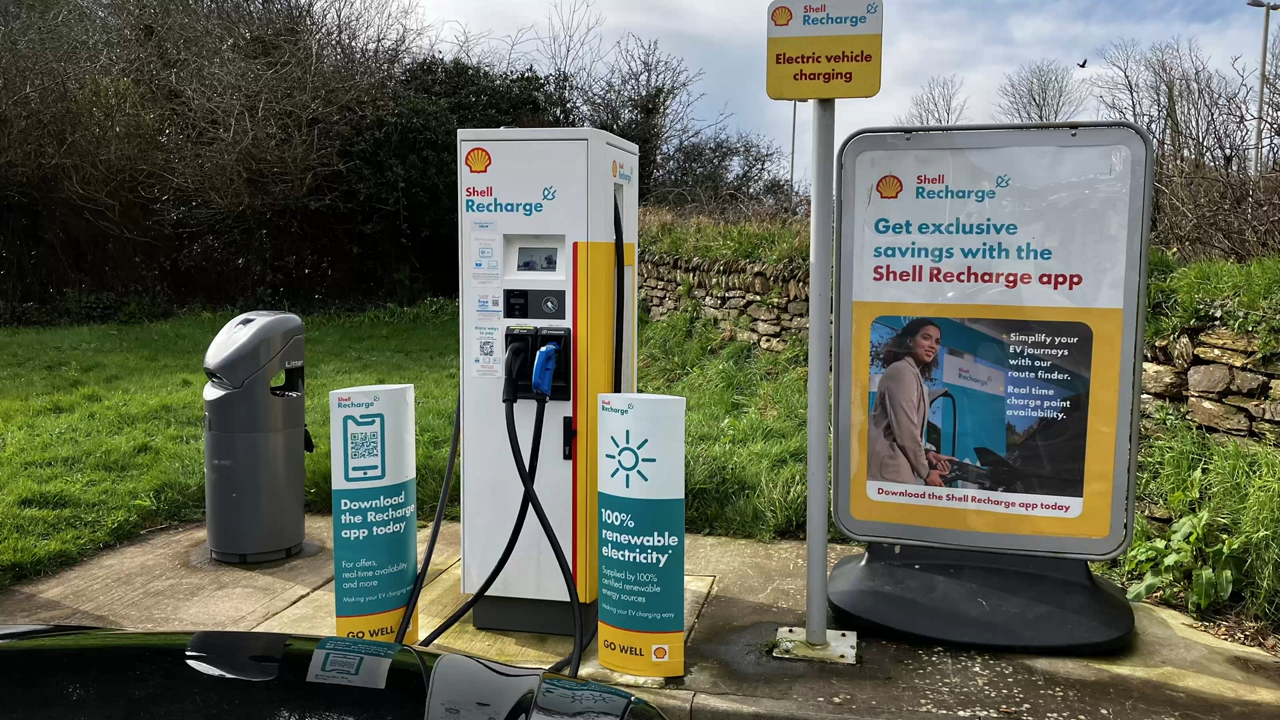 Shell
Recharge
Electric vehicle
charging
Shell
Recharge
Shell
Recharge
Get exclusive
savings with the
Shell Recharge app
Simplify your
EV journeys
with our
route finder.
Real time
charge point
availability.
Recharge
Download the Shell Recharge app today
Litter
Shell
Recharge
Download
the Recharge
app today
For offers,
real-time availability
and more
Making your EV charging
GO WELL
Shell
Recharge
100%
renewable
electricity*
Supplied by 100%
certified renewable
energy sources
Making your EV charging easy
GO WELL